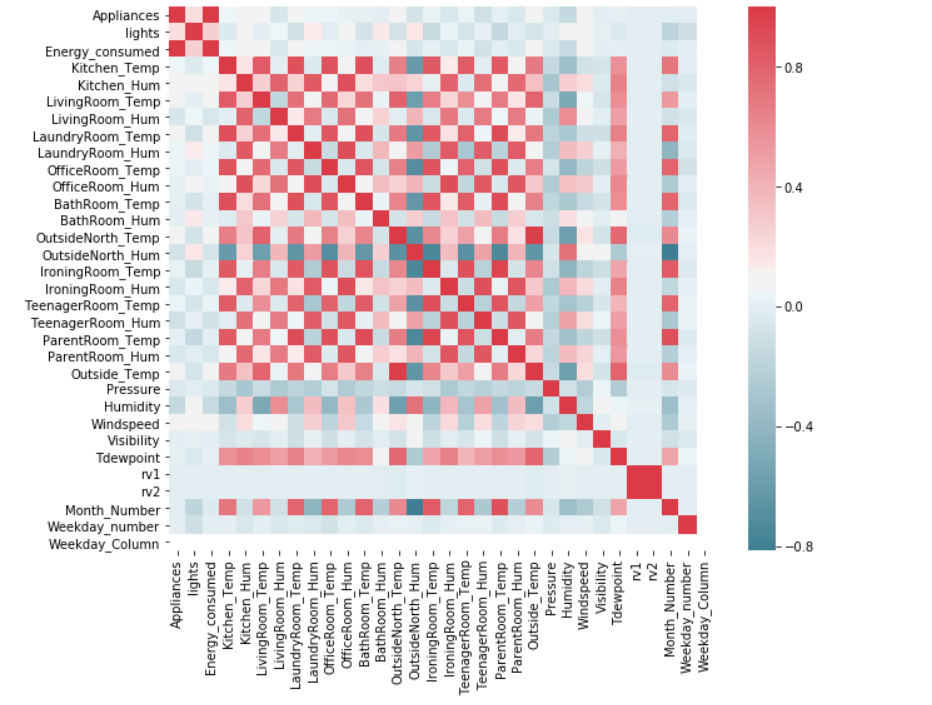 Appliances
lights
Energy_consumed
Kitchen_Temp
Kitchen_Hum
LivingRoom_Temp
LivingRoom_Hum
LaundryRoom_Temp
LaundryRoom_Hum
OfficeRoom_Temp
OfficeRoom_Hum
BathRoom_Temp
BathRoom_Hum
OutsideNorth_Temp
OutsideNorth_Hum
IroningRoom_Temp
IroningRoom_Hum
TeenagerRoom_Temp
TeenagerRoom_Hum
ParentRoom_Temp
ParentRoom_Hum
Outside_Temp
Pressure
Humidity
Windspeed
Visibility
Tdewpoint
rv1
rv2
Month_Number
Weekday_number
Weekday_Column
Appliances
lights
Energy_consumed
Kitchen_Temp
Kitchen_Hum
LivingRoom_Temp
LivingRoom_Hum
LaundryRoom_Temp
LaundryRoom_Hum
OfficeRoom_Temp
OfficeRoom_Hum
BathRoom_Temp
BathRoom_Hum
OutsideNorth_Temp
OutsideNorth_Hum
IroningRoom_Temp
IroningRoom_Hum
TeenagerRoom_Temp
TeenagerRoom_Hum
ParentRoom_Temp
ParentRoom_Hum
Outside_Temp
Pressure
Humidity
Windspeed
Visibility
Tdewpoint
rv1
rv2
Month_Number
Weekday_number
Weekday_Column
0.8
0.4
0.0
−0.4
−0.8